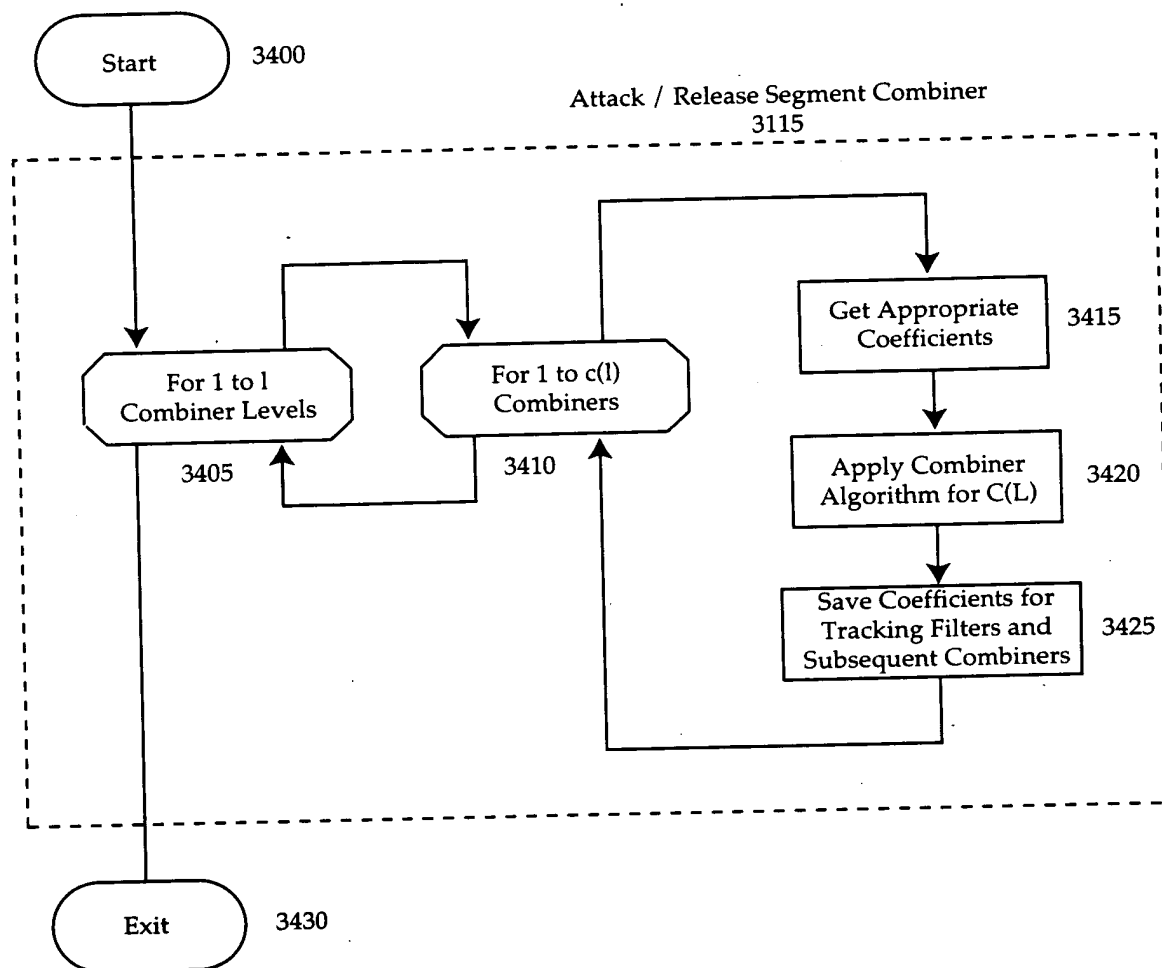 Start
3400
Attack / Release Segment Combiner
3115
For 1 to l
Combiner Levels
3405
For 1 to c(l)
Combiners
3410
Get Appropriate
Coefficients
3415
Apply Combiner
Algorithm for C(L)
3420
Save Coefficients for
Tracking Filters and
Subsequent Combiners
3425
Exit
3430